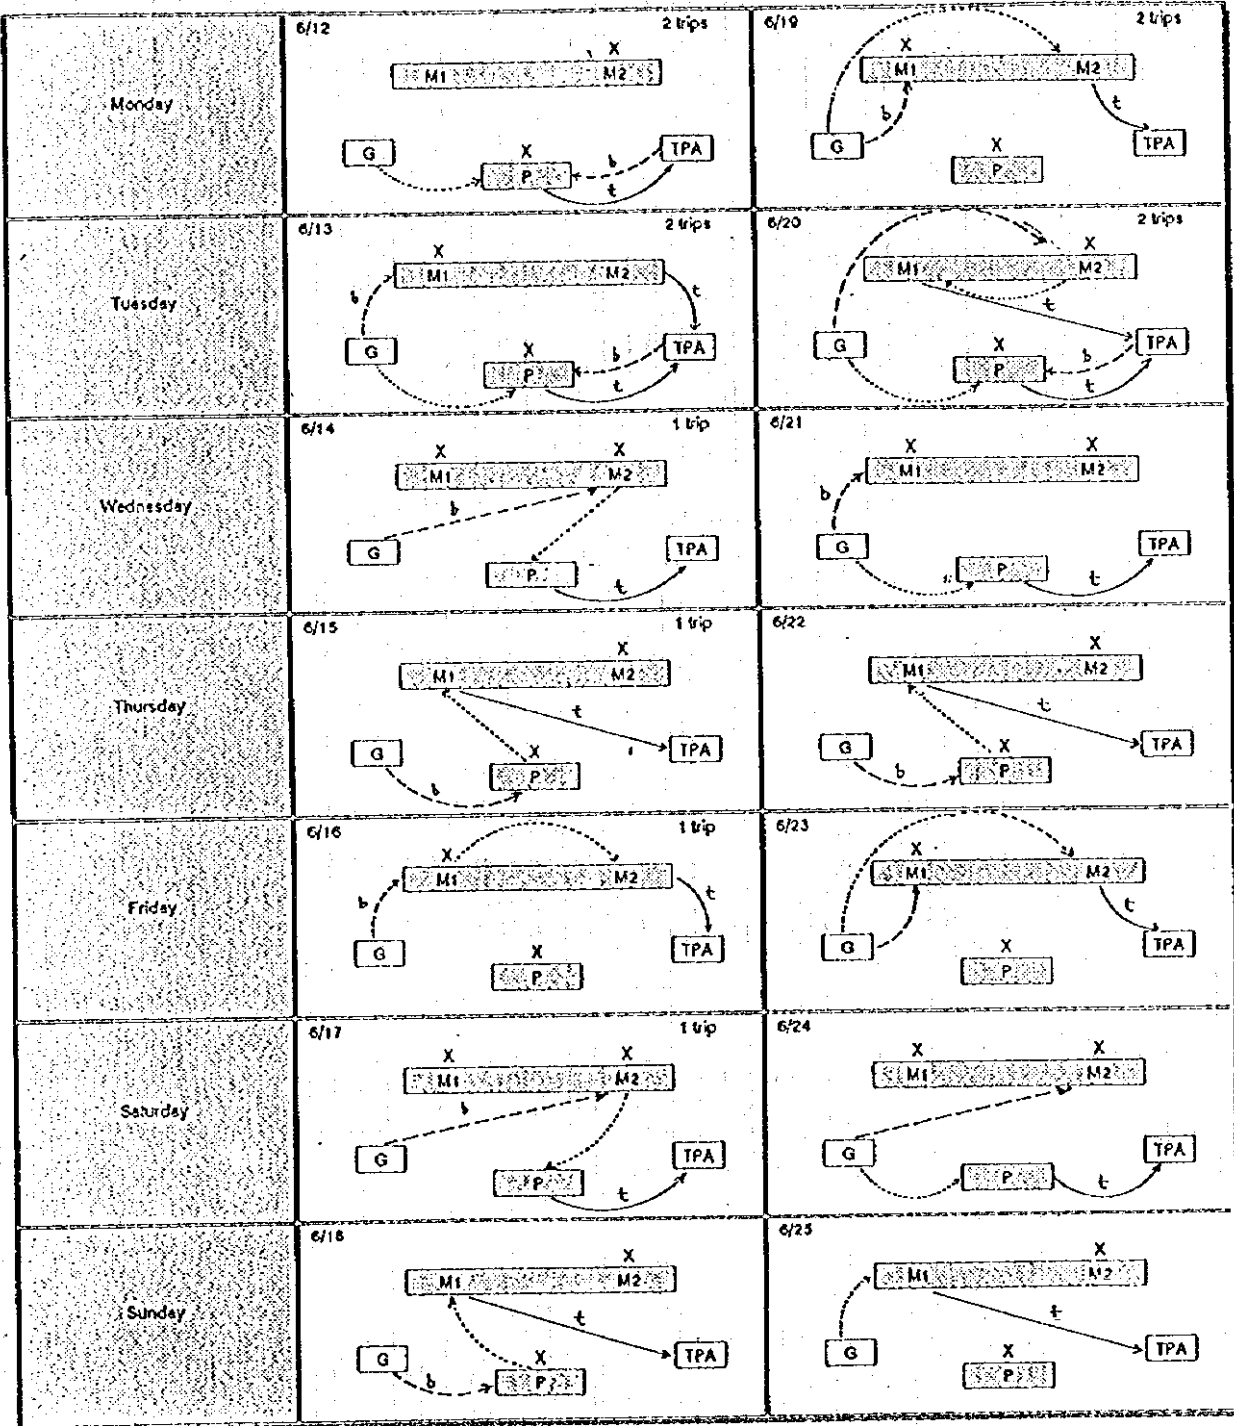 6/12 2 trips 6/19 2 trips
X X
M1 M2 M1 M2
Monday
b t
G X TPA G X TPA
P b P
t
6/13 2 trips 6/20 2 trips
X X
M1 M2 M1 M2
Tuesday
b t t
G X TPA G X TPA
P b P b
t t
6/14 1 trip 6/21
X X X X
M1 M2 M1 M2
Wednesday
b b
G TPA G TPA
P P
t t
6/15 1 trip 6/22
X X
M1 M2 M1 M2
Thursday
t t
G X TPA G X TPA
b P b P
6/16 1 trip 6/23
X X
M1 M2 M1 M2
Friday
b t t
G X TPA G X TPA
P P
6/17 1 trip 6/24
X X X X
M1 M2 M1 M2
Saturday
b
G TPA G TPA
P t P t
6/18 6/25
X X
M1 M2 M1 M2
Sunday
t t
G X TPA G X TPA
b P P